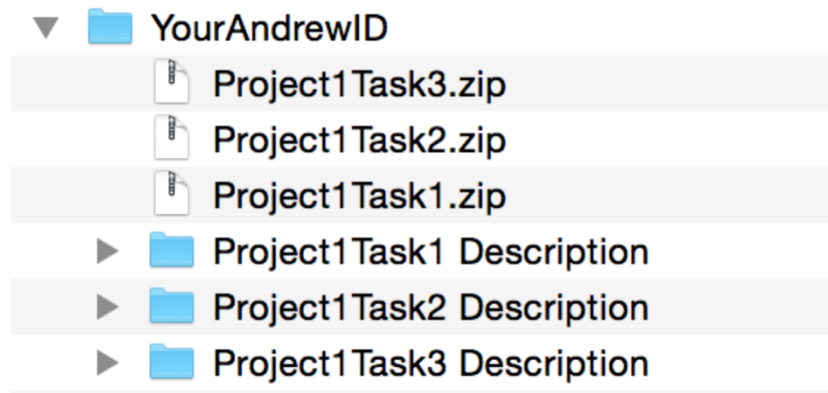 YourAndrewID
Project1Task3.zip
Project1Task2.zip
Project1Task1.zip
Project1Task1 Description
Project1Task2 Description
Project1Task3 Description